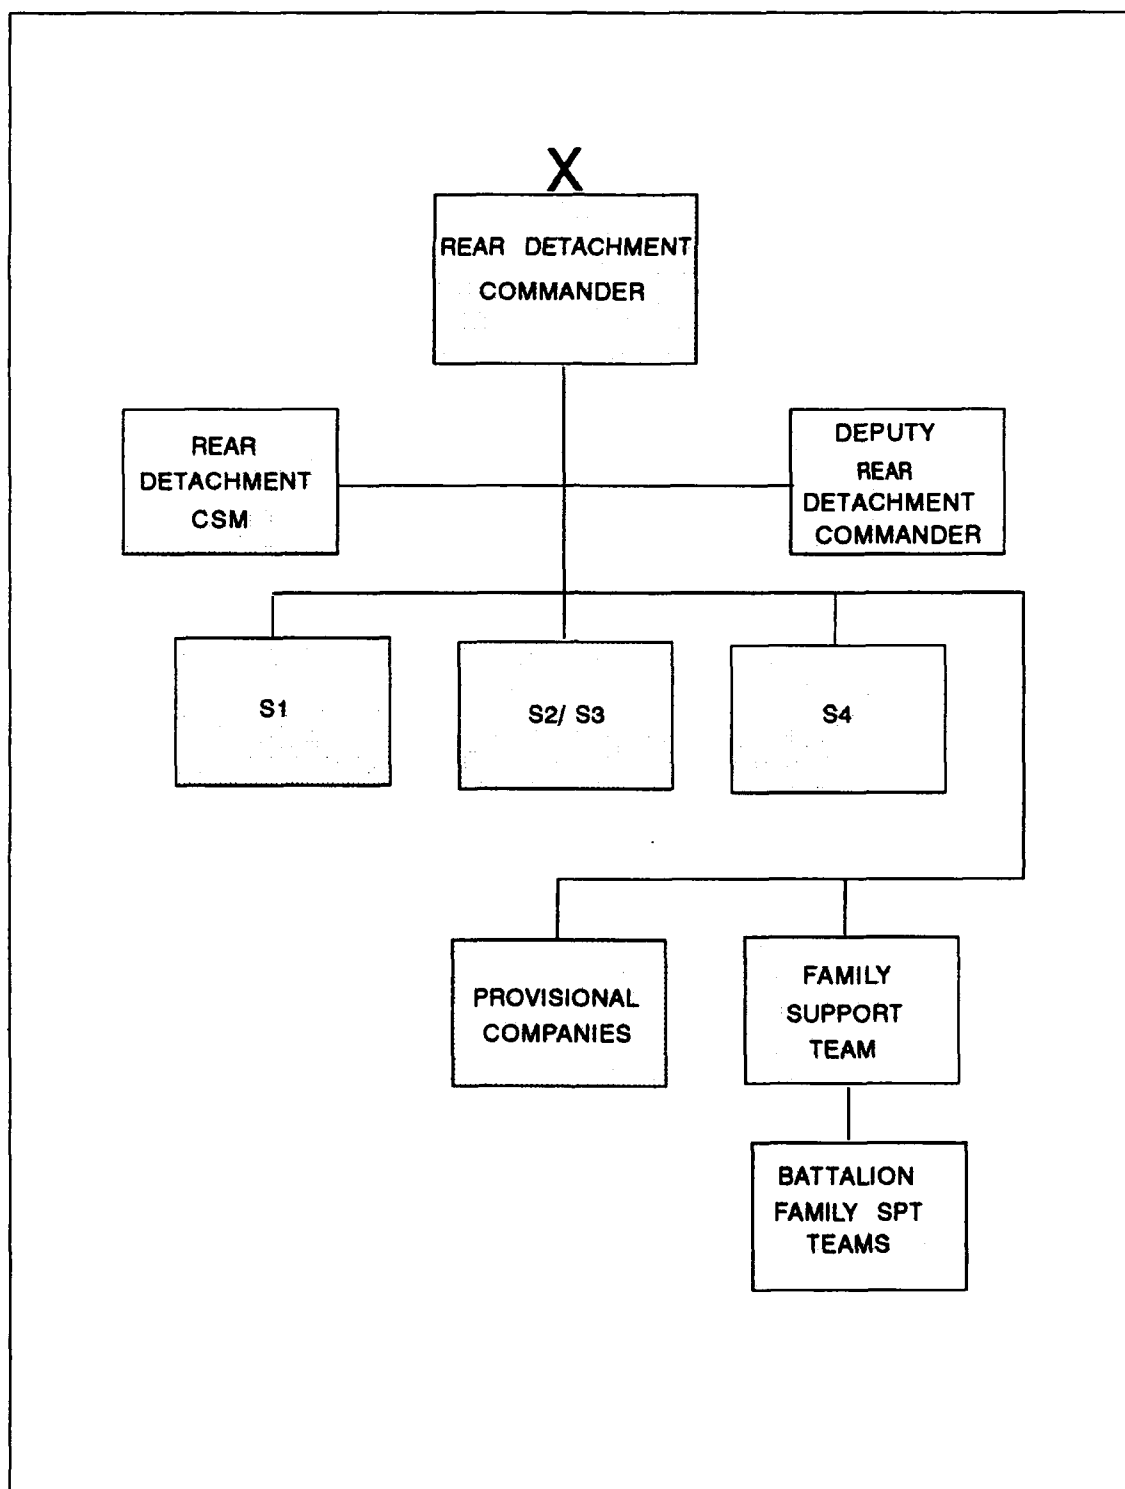 X
REAR DETACHMENT
COMMANDER
REAR
DETACHMENT
CSM
DEPUTY
REAR
DETACHMENT
COMMANDER
S1
S2/ S3
S4
PROVISIONAL
COMPANIES
FAMILY
SUPPORT
TEAM
BATTALION
FAMILY SPT
TEAMS